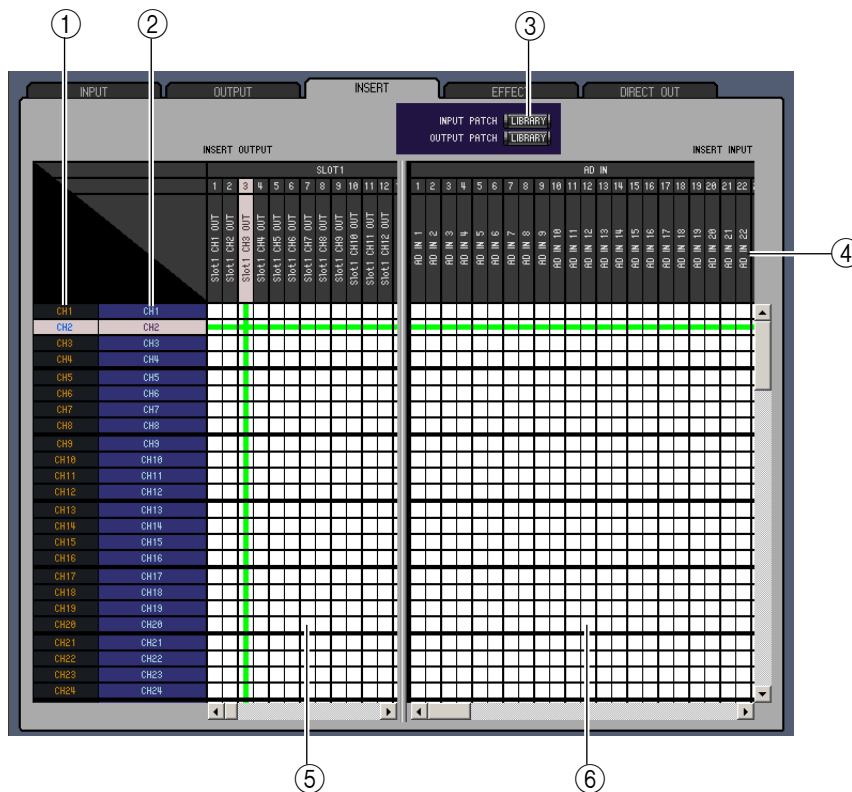 ① ② ③
INPUT OUTPUT INSERT EFFECT DIRECT OUT
INPUT PATCH LIBRARY
OUTPUT PATCH LIBRARY
INSERT OUTPUT INSERT INPUT
SLOT1 AD IN
1 2 3 4 5 6 7 8 9 10 11 12 1 2 3 4 5 6 7 8 9 10 11 12 13 14 15 16 17 18 19 20 21 22
Slot1 CH1 OUT
Slot1 CH2 OUT
Slot1 CH3 OUT
Slot1 CH4 OUT
Slot1 CH5 OUT
Slot1 CH6 OUT
Slot1 CH7 OUT
Slot1 CH8 OUT
Slot1 CH9 OUT
Slot1 CH10 OUT
Slot1 CH11 OUT
Slot1 CH12 OUT
AD IN 1
AD IN 2
AD IN 3
AD IN 4
AD IN 5
AD IN 6
AD IN 7
AD IN 8
AD IN 9
AD IN 10
AD IN 11
AD IN 12
AD IN 13
AD IN 14
AD IN 15
AD IN 16
AD IN 17
AD IN 18
AD IN 19
AD IN 20
AD IN 21
AD IN 22
④
CH1 CH1
CH2 CH2
CH3 CH3
CH4 CH4
CH5 CH5
CH6 CH6
CH7 CH7
CH8 CH8
CH9 CH9
CH10 CH10
CH11 CH11
CH12 CH12
CH13 CH13
CH14 CH14
CH15 CH15
CH16 CH16
CH17 CH17
CH18 CH18
CH19 CH19
CH20 CH20
CH21 CH21
CH22 CH22
CH23 CH23
CH24 CH24
⑤ ⑥